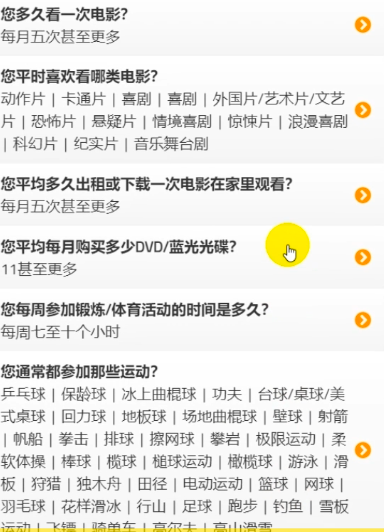 您多久看一次电影?
每月五次甚至更多
您平时喜欢看哪类电影?
动作片 | 卡通片 | 喜剧 | 喜剧 | 外国片/艺术片/文艺
片 | 恐怖片 | 悬疑片 | 情境喜剧 | 惊悚片 | 浪漫喜剧
| 科幻片 | 纪实片 | 音乐舞台剧
您平均多久出租或下载一次电影在家里观看?
每月五次甚至更多
您平均每月购买多少DVD/蓝光光碟?
11甚至更多
您每周参加锻炼/体育活动的时间是多久?
每周七至十个小时
您通常都参加那些运动?
乒乓球 | 保龄球 | 冰上曲棍球 | 功夫 | 台球/桌球/美
式桌球 | 回力球 | 地板球 | 场地曲棍球 | 壁球 | 射箭
| 帆船 | 拳击 | 排球 | 擦网球 | 攀岩 | 极限运动 | 柔
软体操 | 棒球 | 榄球 | 槌球运动 | 橄榄球 | 游泳 | 滑
板 | 狩猎 | 独木舟 | 田径 | 电动运动 | 篮球 | 网球 |
羽毛球 | 花样滑冰 | 行山 | 足球 | 跑步 | 钓鱼 | 雪板
运动 | 飞镖 | 骑单车 | 高尔夫 | 高山滑雪